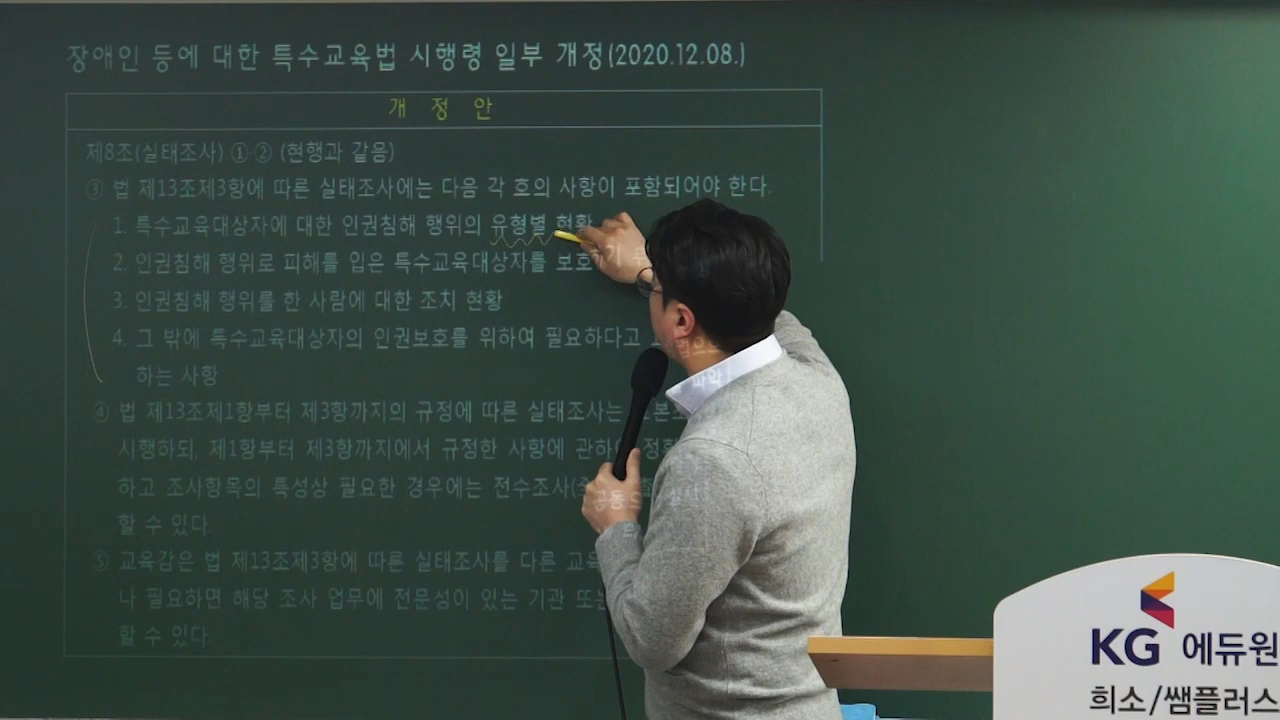 장애인 등에 대한 특수교육법 시행령 일부 개정(2020.12.08.)
개 정 안
제8조(실태조사) ①·② (현행과 같음)
③ 법 제13조제3항에 따른 실태조사에는 다음 각 호의 사항이 포함되어야 한다.
1. 특수교육대상자에 대한 인권침해 행위의 유형별 현황
2. 인권침해 행위로 피해를 입은 특수교육대상자를 보호
3. 인권침해 행위를 한 사람에 대한 조치 현황
4. 그 밖에 특수교육대상자의 인권보호를 위하여 필요하다고
하는 사항
④ 법 제13조제1항부터 제3항까지의 규정에 따른 실태조사는
시행하되, 제1항부터 제3항까지에서 규정한 사항에 관하여
하고 조사항목의 특성상 필요한 경우에는 전수조사(
할 수 있다.
⑤ 교육감은 법 제13조제3항에 따른 실태조사를 다른
나 필요하면 해당 조사 업무에 전문성이 있는 기관 또는
할 수 있다.
KG 에듀원
희소/쌤플러스